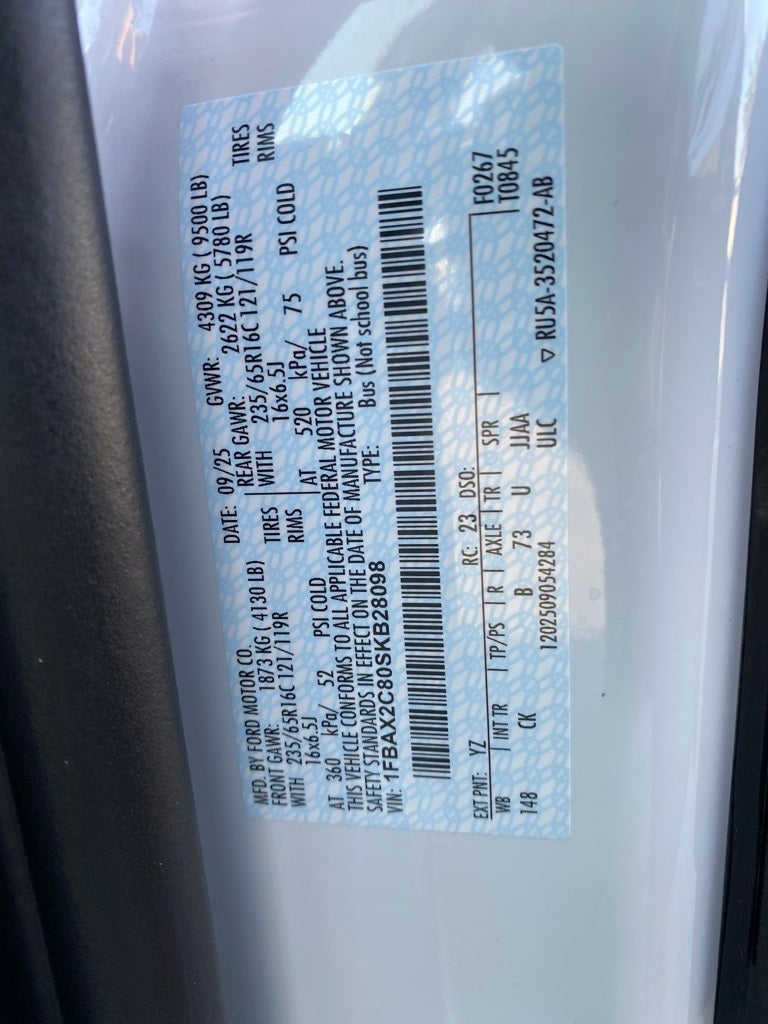 MFD. BY FORD MOTOR CO. DATE: 09/25 GVWR: 4309 KG ( 9500 LB)
FRONT GAWR: 1873 KG ( 4130 LB) REAR GAWR: 2622 KG ( 5780 LB)
WITH 235/65R16C 121/119R TIRES WITH 235/65R16C 121/119R TIRES
16x6.5J RIMS 16x6.5J RIMS
AT 360 kPa/ 52 PSI COLD AT 520 kPa/ 75 PSI COLD
THIS VEHICLE CONFORMS TO ALL APPLICABLE FEDERAL MOTOR VEHICLE
SAFETY STANDARDS IN EFFECT ON THE DATE OF MANUFACTURE SHOWN ABOVE.
VIN: 1FBAX2C80SKB28098 TYPE: Bus (Not school bus)
EXT PNT: YZ RC: 23 DSO: F0267
WB INT TR TP/PS R AXLE TR SPR T0845
148 CK B 73 U JJAA
1202509054284 ULC ▽ RU5A-3520472-AB